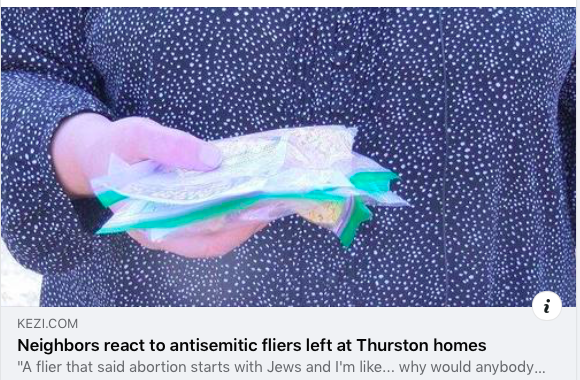 KEZI.COM
Neighbors react to antisemitic fliers left at Thurston homes
"A flier that said abortion starts with Jews and I'm like... why would anybody...